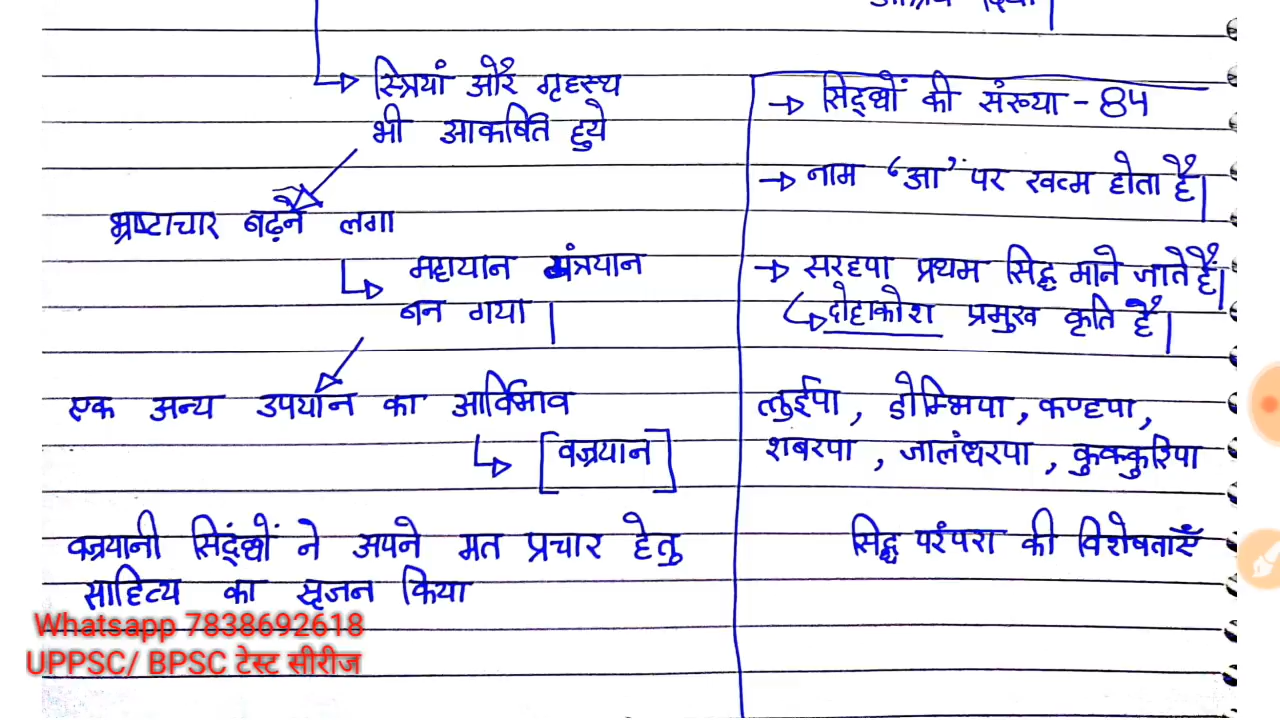 दिया।
→ स्त्रियां और गृहस्थ
भी आकर्षित हुये
भ्रष्टाचार बढ़ने लगा
→ महायान मंत्रयान
बन गया।
एक अन्य उपयान का आर्विभाव
→ [वज्रयान]
वज्रयानी सिद्धों ने अपने मत प्रचार हेतु
साहित्य का सृजन किया
→ सिद्धों की संख्या - 84
→ नाम 'आ' पर खत्म होता है।
→ सरहपा प्रथम सिद्ध माने जाते हैं।
→ दोहाकोश प्रमुख कृति है।
लुईपा, डोम्भिपा, कण्हपा,
शबरपा, जालंधरपा, कुक्कुरिपा
सिद्ध परंपरा की विशेषताएँ
Whatsapp 7838692618
UPPSC/ BPSC टेस्ट सीरीज